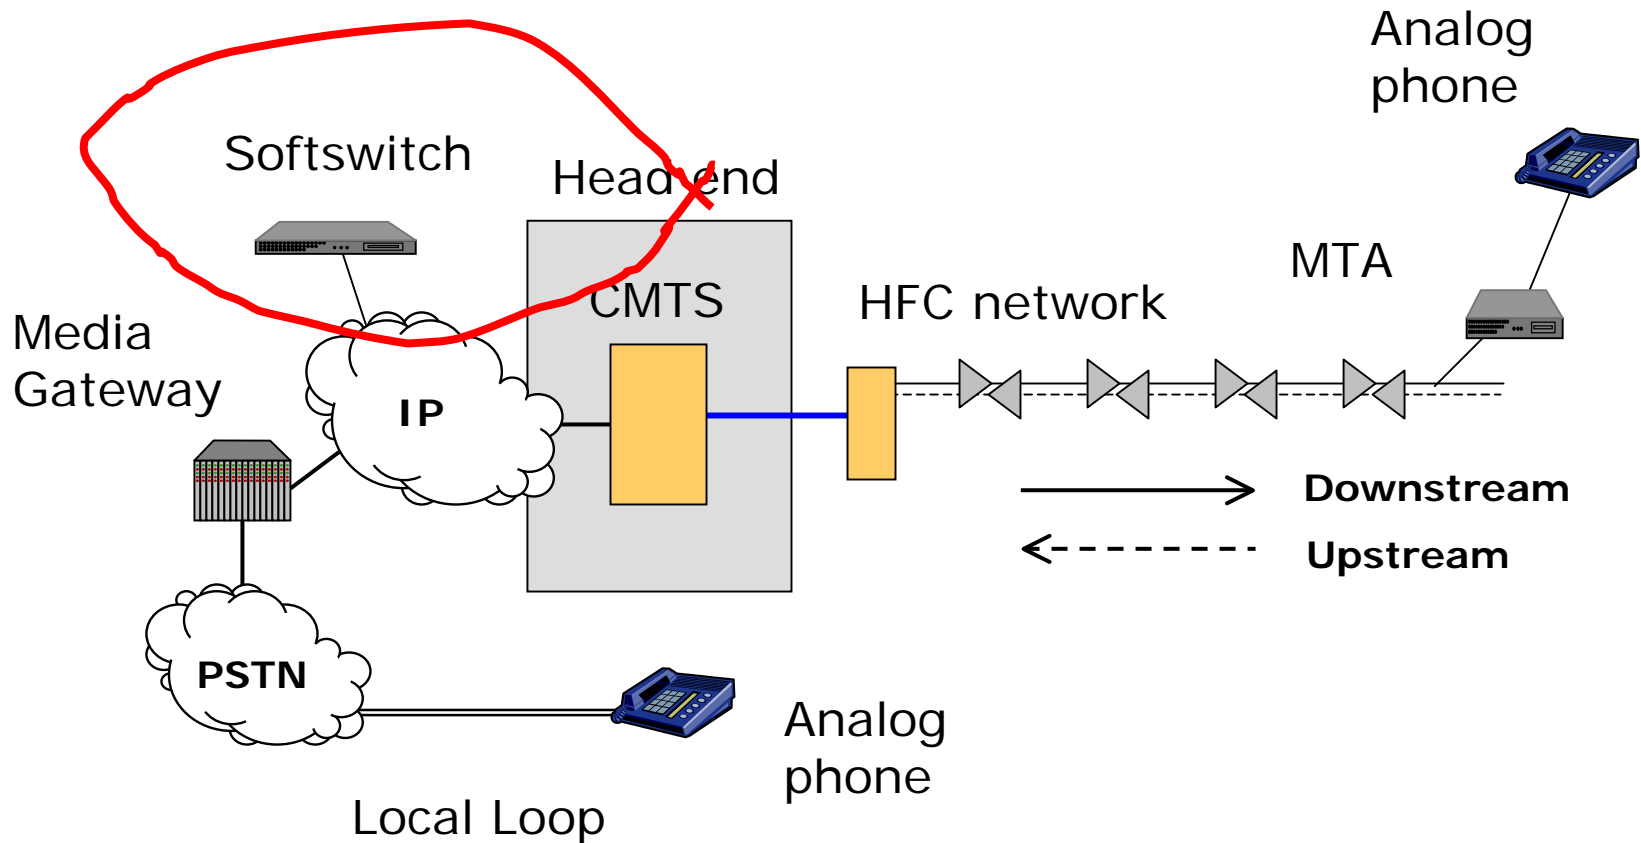 Analog
phone
Softswitch
Head end
MTA
CMTS
HFC network
Media
Gateway
IP
Downstream
Upstream
PSTN
Analog
phone
Local Loop